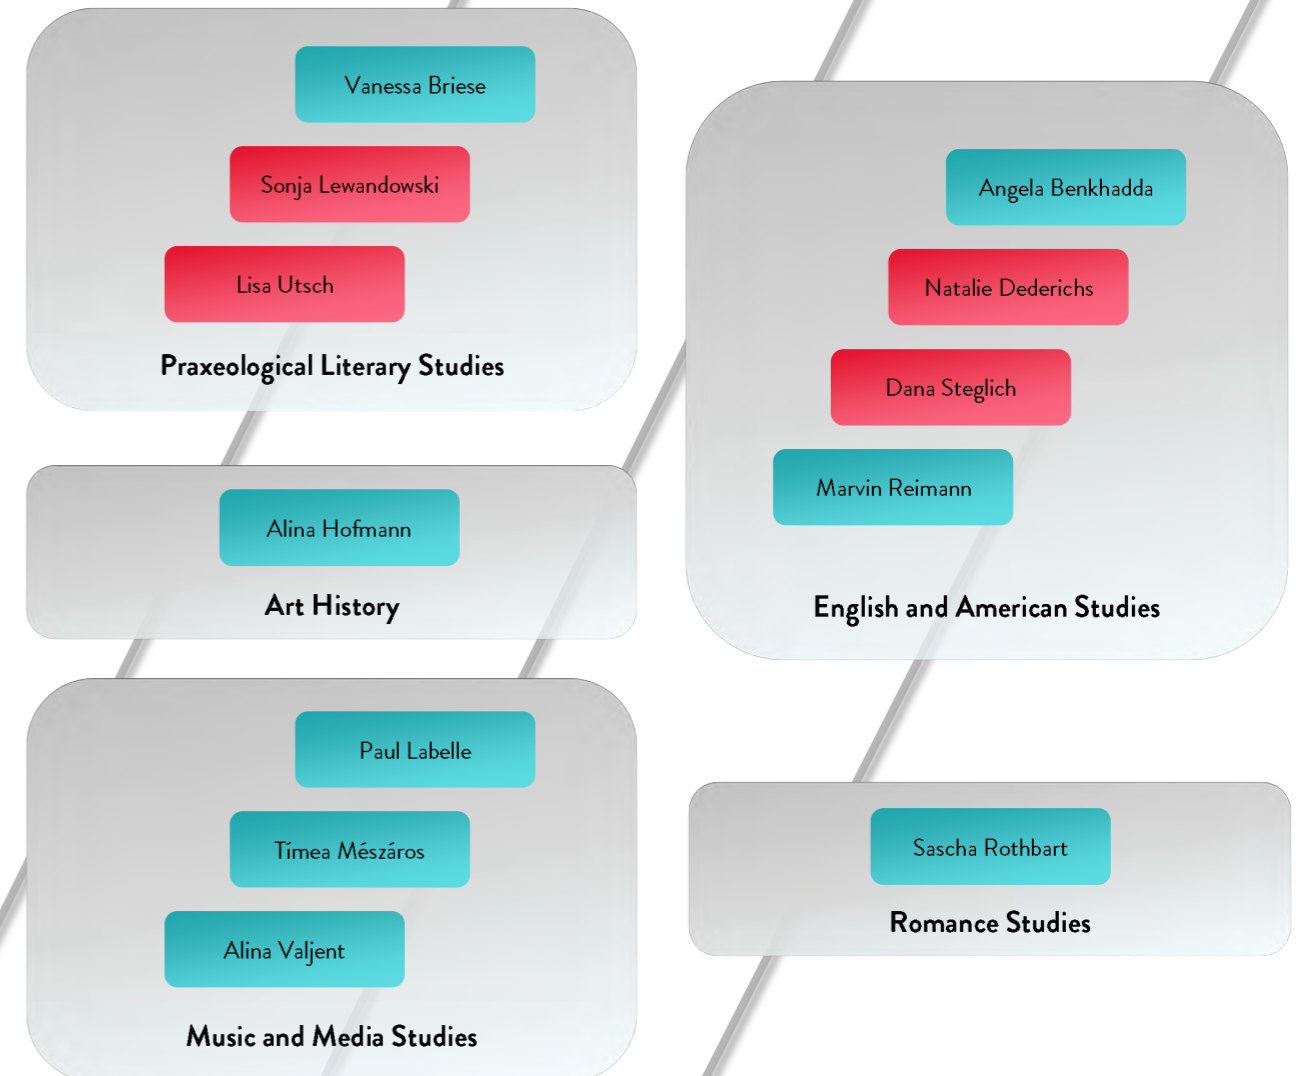 Vanessa Briese
Sonja Lewandowski
Lisa Utsch
Praxeological Literary Studies
Alina Hofmann
Art History
Paul Labelle
Tímea Mészáros
Alina Valjent
Music and Media Studies
Angela Benkhadda
Natalie Dederichs
Dana Steglich
Marvin Reimann
English and American Studies
Sascha Rothbart
Romance Studies